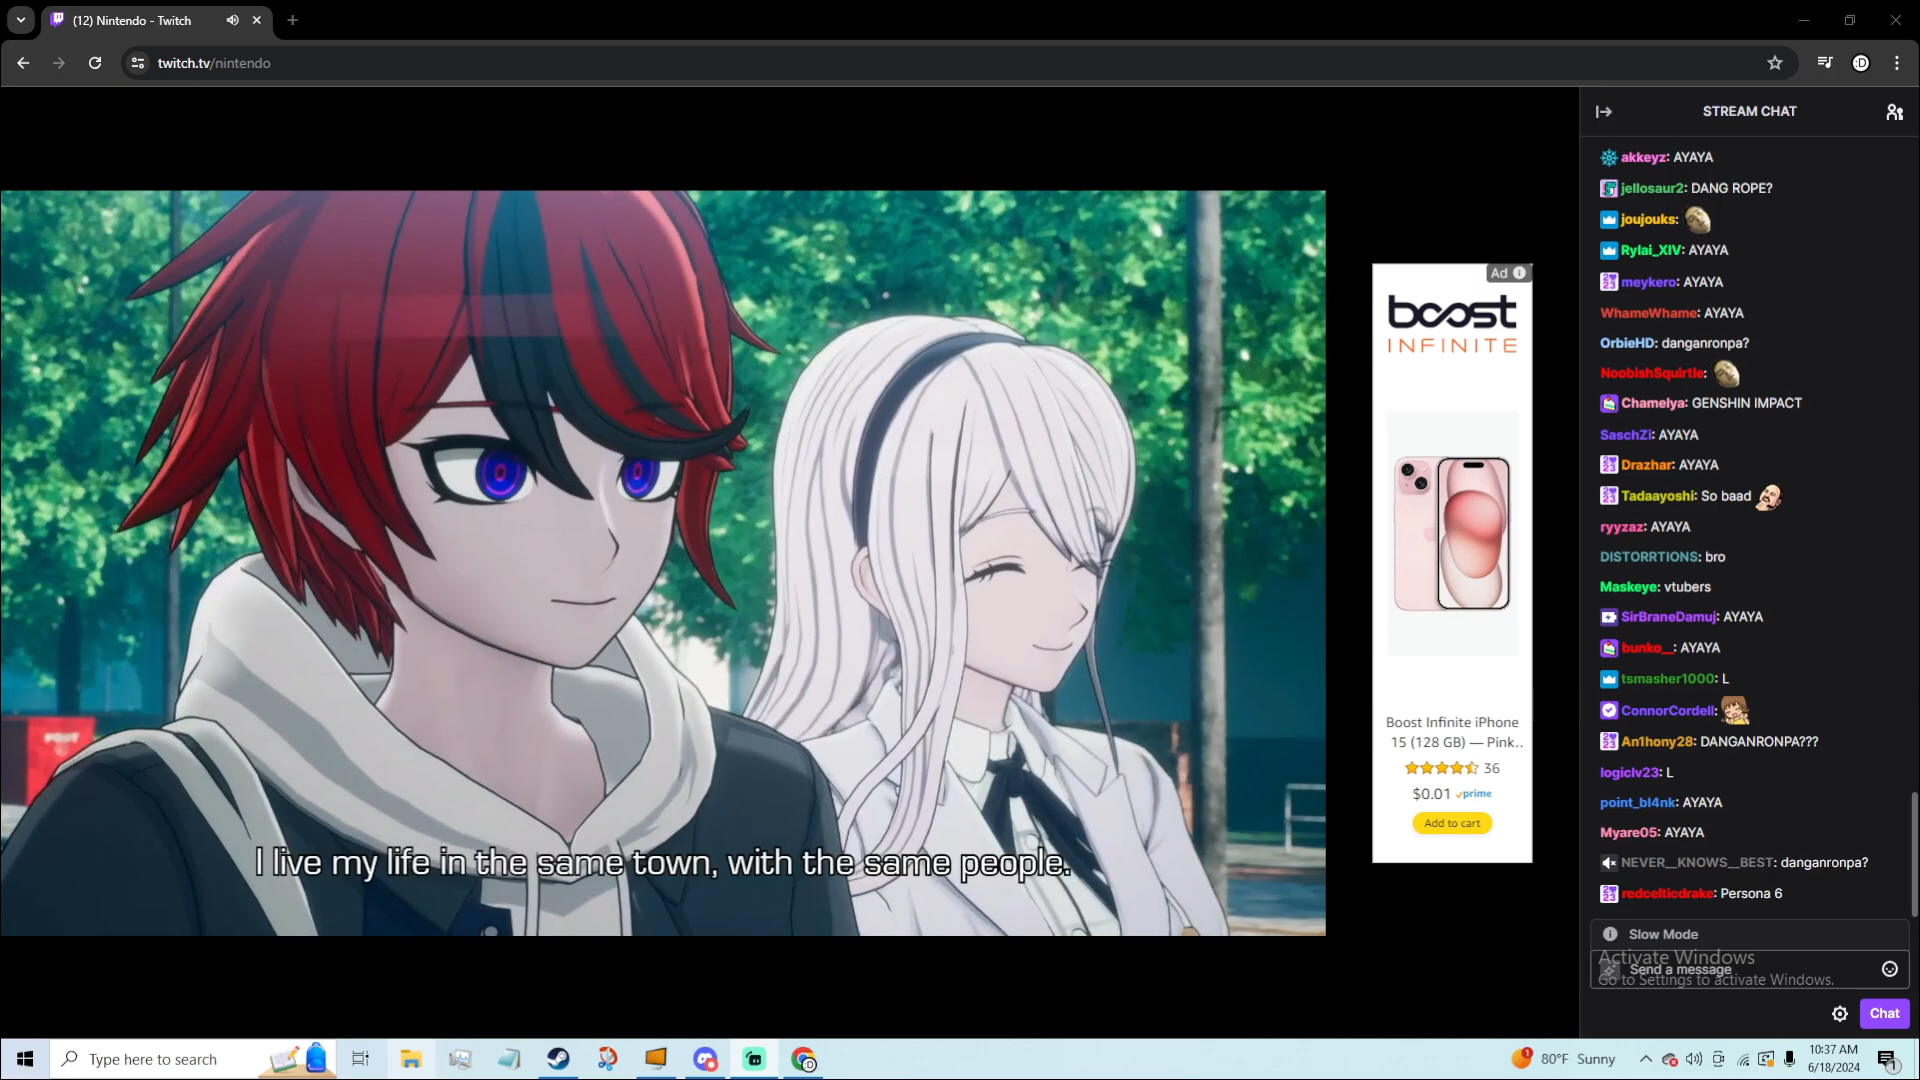 (12) Nintendo - Twitch
twitch.tv/nintendo
STREAM CHAT
akkeyz: AYAYA
jellosaur2: DANG ROPE?
joujouks:
Rylai_XIV: AYAYA
meykero: AYAYA
WhameWhame: AYAYA
OrbieHD: danganronpa?
NoobishSquirtle:
Chamelya: GENSHIN IMPACT
SaschZi: AYAYA
Drazhar: AYAYA
Tadaayoshi: So baad
ryyzaz: AYAYA
DISTORRTIONS: bro
Maskeye: vtubers
SirBraneDamuj: AYAYA
bunko__: AYAYA
tsmasher1000: L
ConnorCordell:
An1hony28: DANGANRONPA???
logiclv23: L
point_bl4nk: AYAYA
Myare05: AYAYA
NEVER__KNOWS__BEST: danganronpa?
redcelticdrake: Persona 6
Slow Mode
Activate Windows
Send a message
Go to Settings to activate Windows.
Chat
Ad
boost
INFINITE
Boost Infinite iPhone
15 (128 GB) — Pink..
36
$0.01 prime
Add to cart
POST
I live my life in the same town, with the same people.
Type here to search
80°F Sunny
10:37 AM
6/18/2024